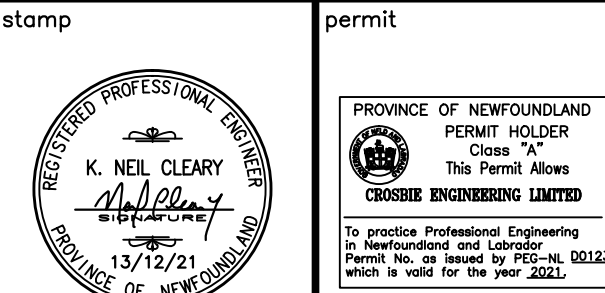 stamp
REGISTERED PROFESSIONAL ENGINEER
K. NEIL CLEARY
SIGNATURE
13/12/21
PROVINCE OF NEWFOUNDLAND
permit
PROVINCE OF NEWFOUNDLAND
PERMIT HOLDER
Class "A"
This Permit Allows
CROSBIE ENGINEERING LIMITED
To practice Professional Engineering
in Newfoundland and Labrador
Permit No. as issued by PEG-NL D0123
which is valid for the year 2021.